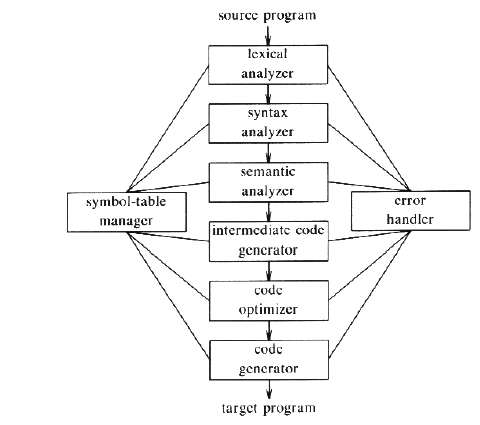 source program
lexical
analyzer
syntax
analyzer
semantic
analyzer
symbol-table
manager
error
handler
intermediate code
generator
code
optimizer
code
generator
target program